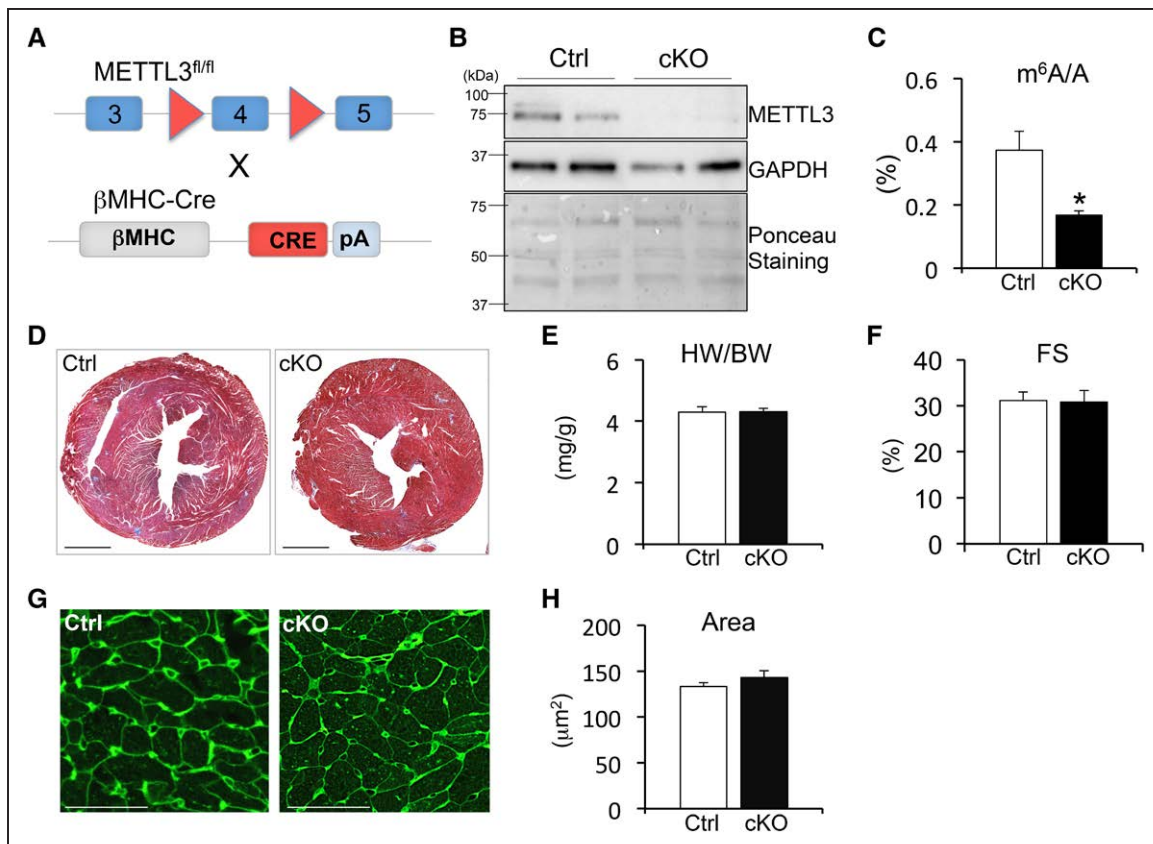 A
METTL3fl/fl
3 4 5
X
βMHC-Cre
βMHC CRE pA
B
Ctrl cKO
(kDa)
100
75
METTL3
37
GAPDH
75
50
37
Ponceau
Staining
C
m⁶A/A
(%)
0.6
0.4
0.2
0
*
Ctrl cKO
D
Ctrl cKO
E
HW/BW
(mg/g)
6
4
2
0
Ctrl cKO
F
FS
(%)
40
30
20
10
0
Ctrl cKO
G
Ctrl cKO
H
Area
(μm²)
200
150
100
50
0
Ctrl cKO